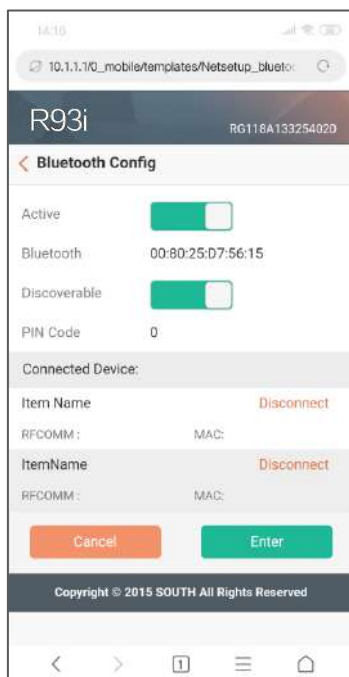 14:16
10.1.1.1/0_mobile/templates/Netsetup_blueto
R93i
RG118A133254020
Bluetooth Config
Active
Bluetooth 00:80:25:D7:56:15
Discoverable
PIN Code 0
Connected Device:
Item Name Disconnect
RFCOMM : MAC:
ItemName Disconnect
RFCOMM : MAC:
Cancel Enter
Copyright © 2015 SOUTH All Rights Reserved
1